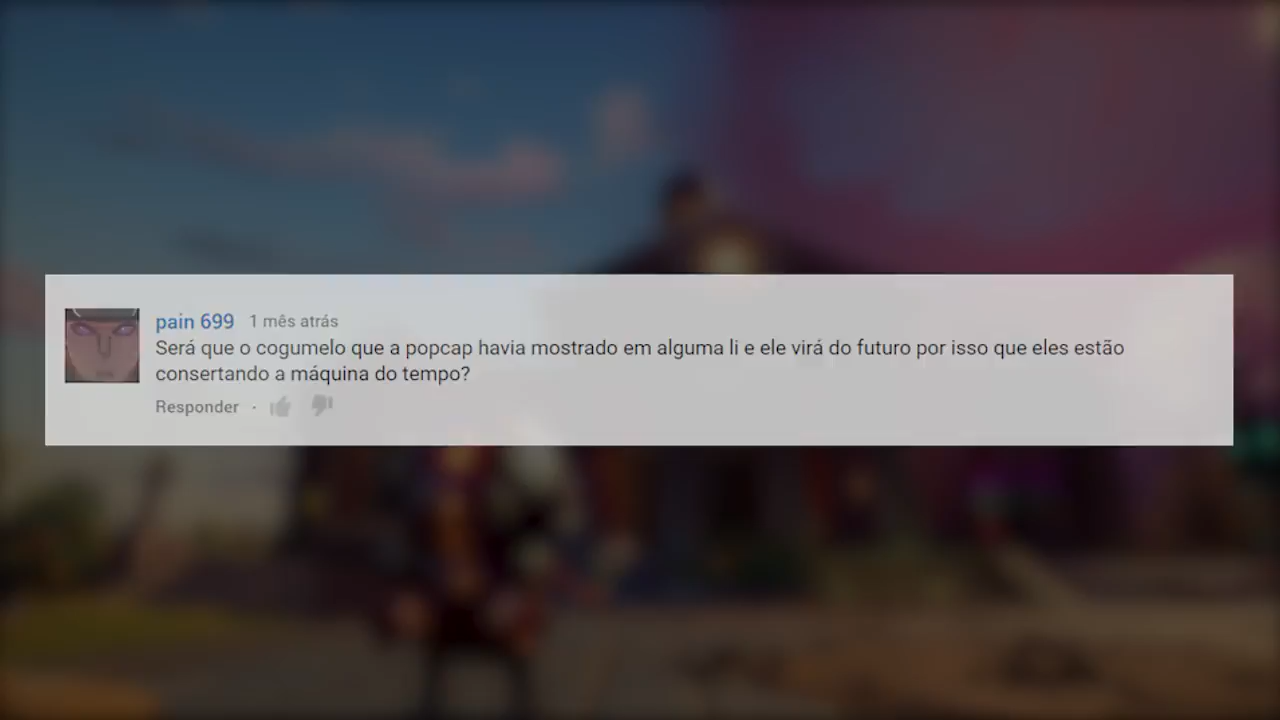 pain 699 1 mês atrás
Será que o cogumelo que a popcap havia mostrado em alguma li e ele virá do futuro por isso que eles estão
consertando a máquina do tempo?
Responder ·